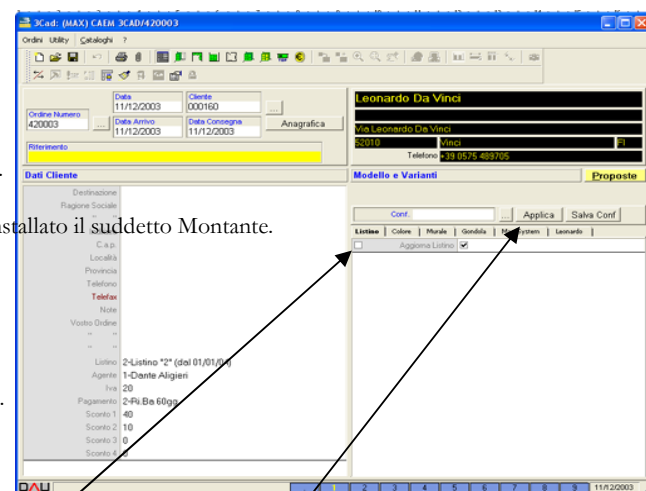 3Cad: (MAX) CAEM 3CAD/420003
Ordini Utility Cataloghi ?
Data
11/12/2003
Cliente
000160
...
Ordine Numero
420003
...
Data Arrivo
11/12/2003
Data Consegna
11/12/2003
Anagrafica
Riferimento
Leonardo Da Vinci
Via Leonardo Da Vinci
52010 Vinci FI
Telefono +39 0575 489705
Dati Cliente
Modello e Varianti
Proposte
Destinazione
Ragione Sociale
" "
nstallato il suddetto Montante.
C.a.p.
Località
Provincia
Telefono
Telefax
Note
Vostro Ordine
" "
" "
Listino 2-Listino "2" (dal 01/01/04)
Agente 1-Dante Aligieri
Iva 20
Pagamento 2-Ri.Ba 60gg
Sconto 1 40
Sconto 2 10
Sconto 3 0
Sconto 4 0
Conf. ... Applica Salva Conf
Listino Colore Murale Gondola System Leonardo
Aggiorna Listino
DAU
1 2 3 4 5 6 7 8 9 11/12/2003